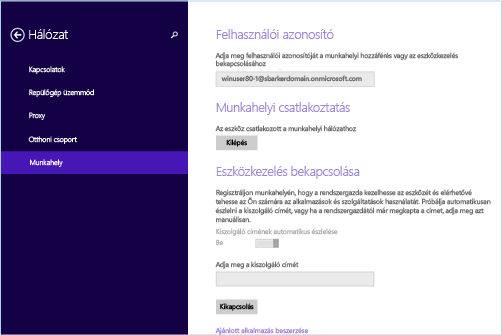 Hálózat
Kapcsolatok
Repülőgép üzemmód
Proxy
Otthoni csoport
Munkahely
Felhasználói azonosító
Adja meg felhasználói azonosítóját a munkahelyi hozzáférés vagy az eszközkezelés
bekapcsolásához
winuser80-1@sbarkerdomain.onmicrosoft.com
Munkahelyi csatlakoztatás
Az eszköz csatlakozott a munkahelyi hálózathoz
Kilépés
Eszközkezelés bekapcsolása
Regisztráljon munkahelyén, hogy a rendszergazda kezelhesse az eszközét és elérhetővé
tehesse az Ön számára az alkalmazások és szolgáltatások használatát. Próbálja automatikusan
észlelni a kiszolgáló címét, vagy ha a rendszergazdától már megkapta a címet, adja meg azt
manuálisan.
Kiszolgáló címének automatikus észlelése
Be
Adja meg a kiszolgáló címét
Kikapcsolás
Ajánlott alkalmazás beszerzése